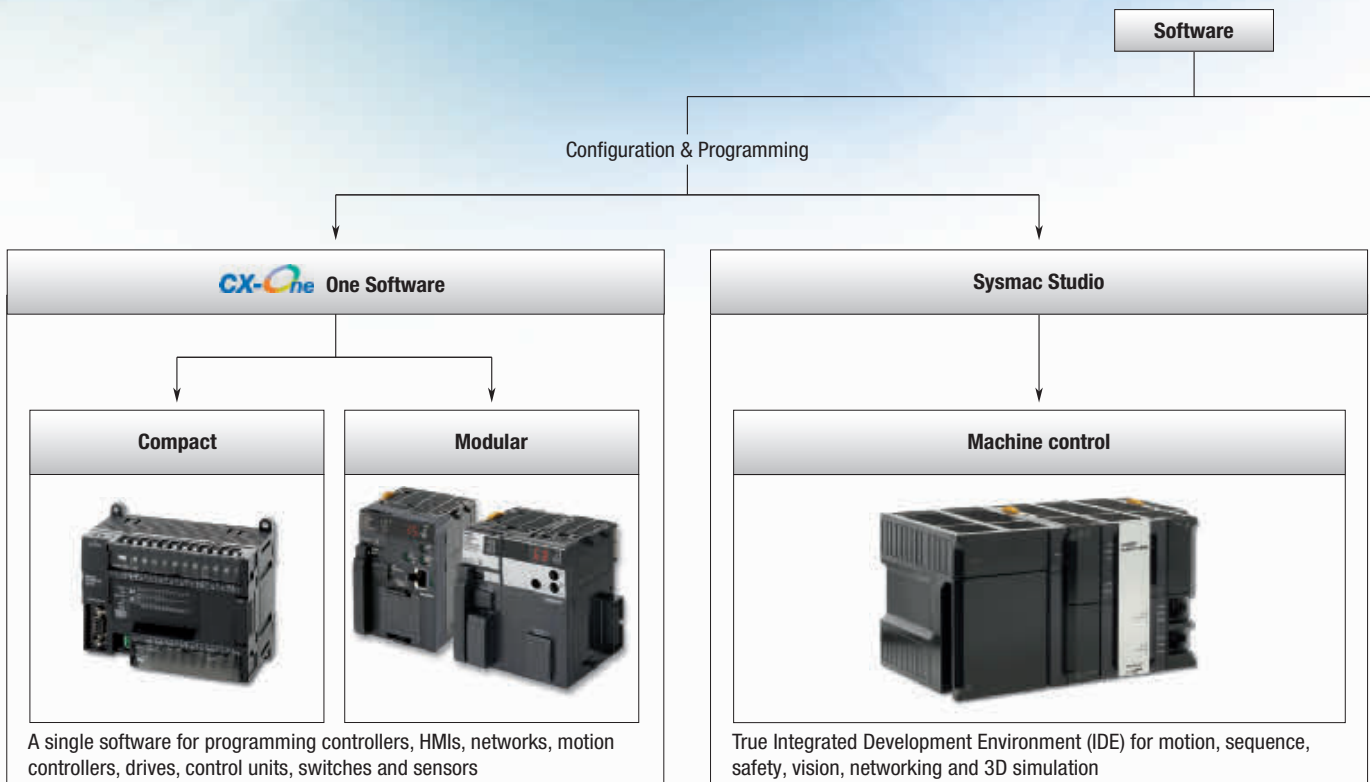 Software
Configuration & Programming
CX-One One Software
Sysmac Studio
Compact
Modular
Machine control
A single software for programming controllers, HMIs, networks, motion
controllers, drives, control units, switches and sensors
True Integrated Development Environment (IDE) for motion, sequence,
safety, vision, networking and 3D simulation